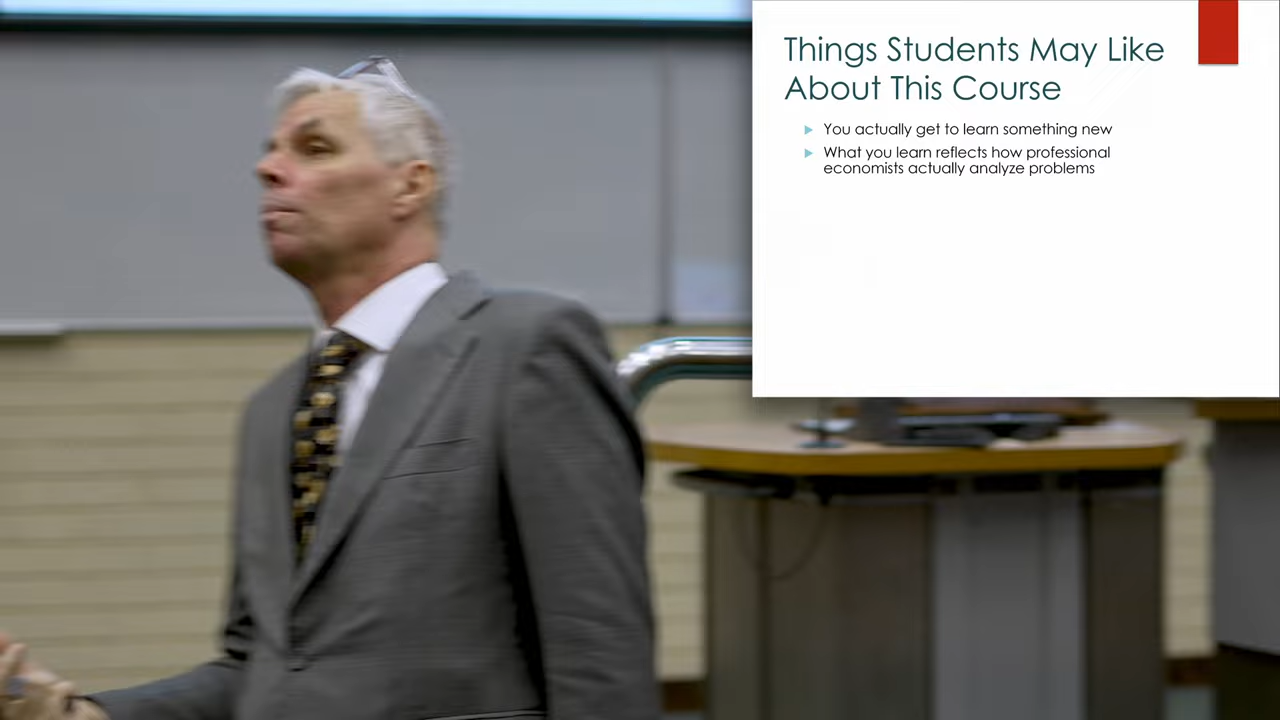 Things Students May Like
About This Course
You actually get to learn something new
What you learn reflects how professional
economists actually analyze problems